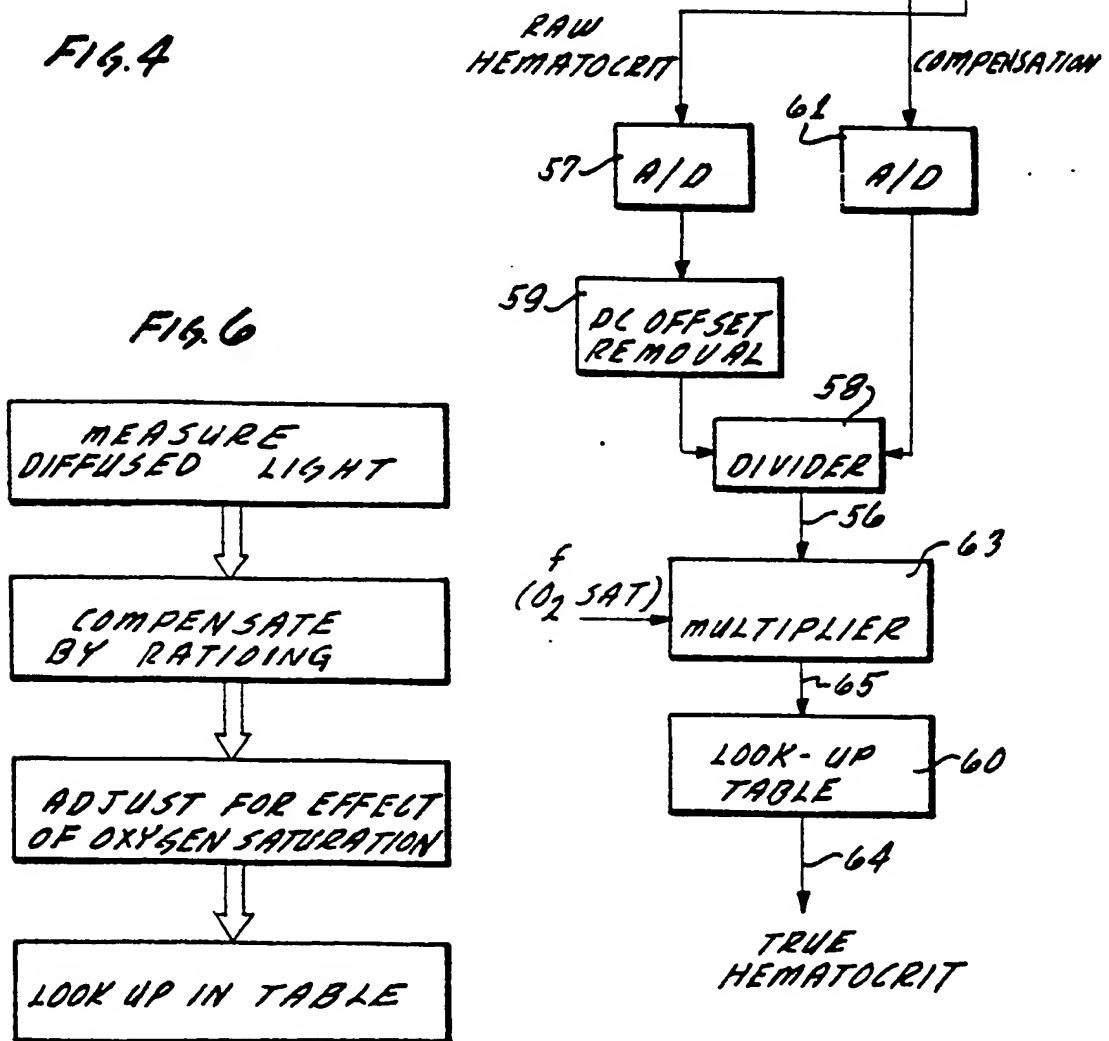 FIG.4
RAW
HEMATOCRIT
COMPENSATION
57
A/D
61
A/D
59
DC OFFSET
REMOVAL
58
DIVIDER
56
f
(O2 SAT)
63
MULTIPLIER
65
LOOK-UP
TABLE
60
64
TRUE
HEMATOCRIT
FIG.6
MEASURE
DIFFUSED LIGHT
COMPENSATE
BY RATIOING
ADJUST FOR EFFECT
OF OXYGEN SATURATION
LOOK UP IN TABLE